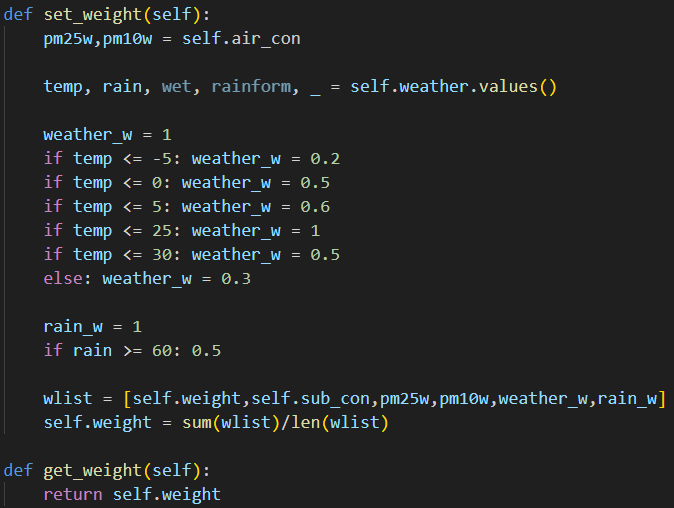 def set_weight(self):
    pm25w,pm10w = self.air_con

    temp, rain, wet, rainform, _ = self.weather.values()

    weather_w = 1
    if temp <= -5: weather_w = 0.2
    if temp <= 0: weather_w = 0.5
    if temp <= 5: weather_w = 0.6
    if temp <= 25: weather_w = 1
    if temp <= 30: weather_w = 0.5
    else: weather_w = 0.3

    rain_w = 1
    if rain >= 60: 0.5

    wlist = [self.weight,self.sub_con,pm25w,pm10w,weather_w,rain_w]
    self.weight = sum(wlist)/len(wlist)

def get_weight(self):
    return self.weight